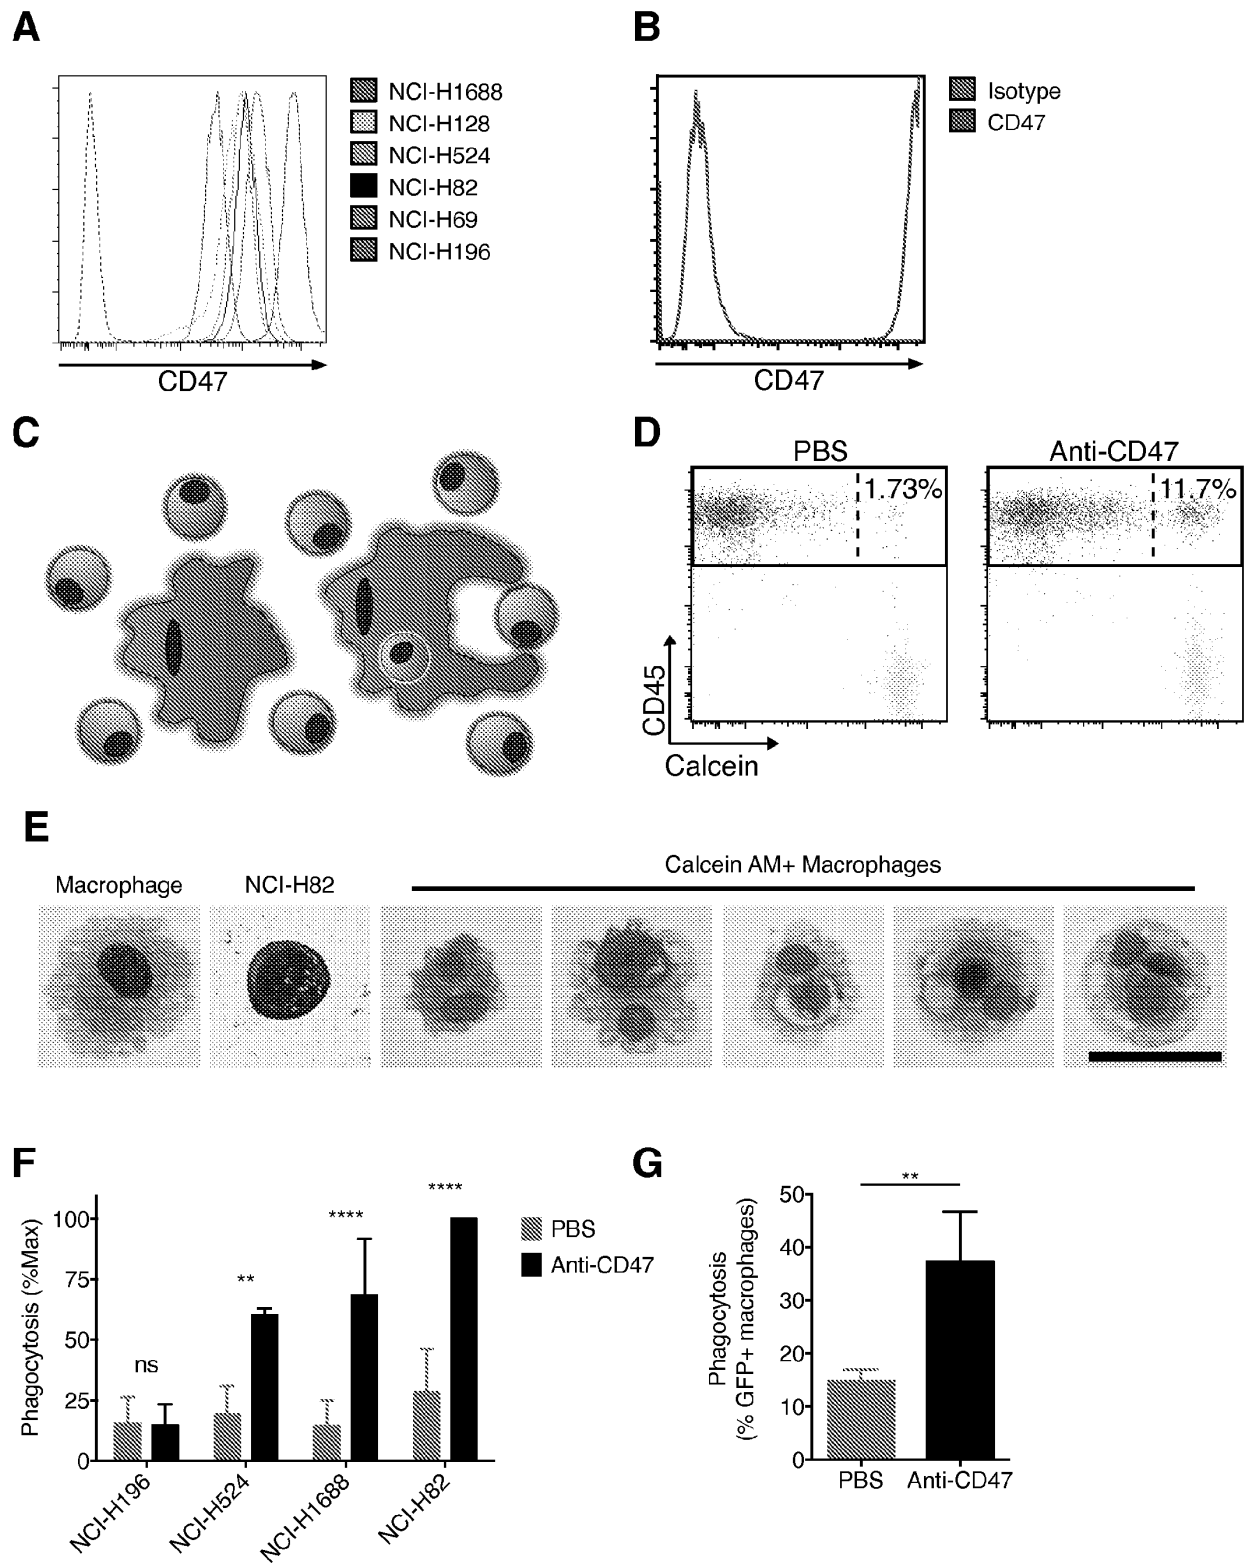 A
NCI-H1688
NCI-H128
NCI-H524
NCI-H82
NCI-H69
NCI-H196
CD47
B
Isotype
CD47
CD47
C
D
PBS
Anti-CD47
1.73%
11.7%
CD45
Calcein
E
Calcein AM+ Macrophages
Macrophage
NCI-H82
F
Phagocytosis (%Max)
100
75
50
25
0
ns
**
****
****
PBS
Anti-CD47
NCI-H196
NCI-H524
NCI-H1688
NCI-H82
G
Phagocytosis
(% GFP+ macrophages)
50
40
30
20
10
0
**
PBS
Anti-CD47